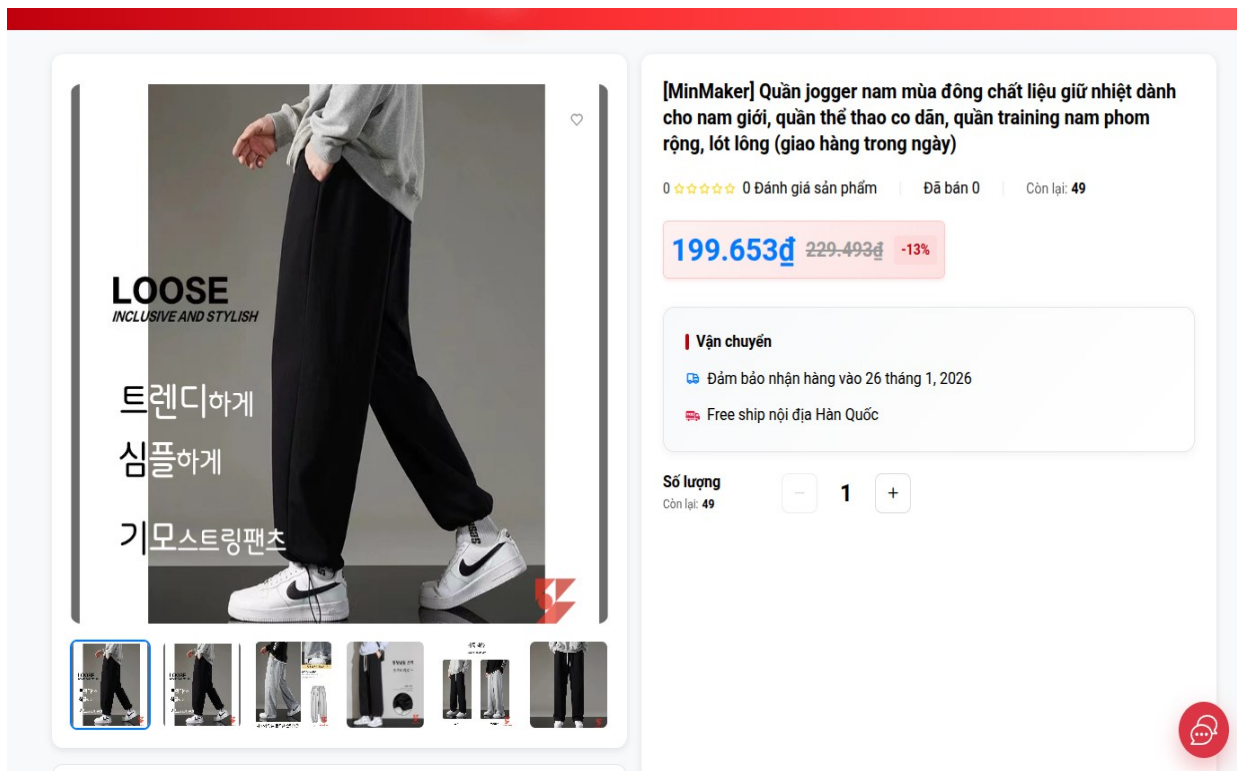 [MinMaker] Quần jogger nam mùa đông chất liệu giữ nhiệt dành
cho nam giới, quần thể thao co dãn, quần training nam phom
rộng, lót lông (giao hàng trong ngày)
0 0 Đánh giá sản phẩm Đã bán 0 Còn lại: 49
199.653₫ 229.493₫ -13%
Vận chuyển
Đảm bảo nhận hàng vào 26 tháng 1, 2026
Free ship nội địa Hàn Quốc
Số lượng
Còn lại: 49
− 1 +
LOOSE
INCLUSIVE AND STYLISH
트렌디하게
심플하게
기모스트링팬츠